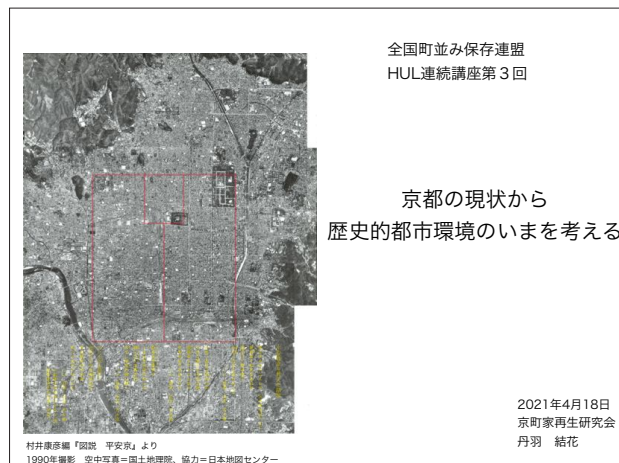 全国町並み保存連盟
HUL連続講座第３回
京都の現状から
歴史的都市環境のいまを考える
2021年4月18日
京町家再生研究会
丹羽　結花
村井康彦編『図説　平安京』より
1990年撮影　空中写真＝国土地理院、協力＝日本地図センター